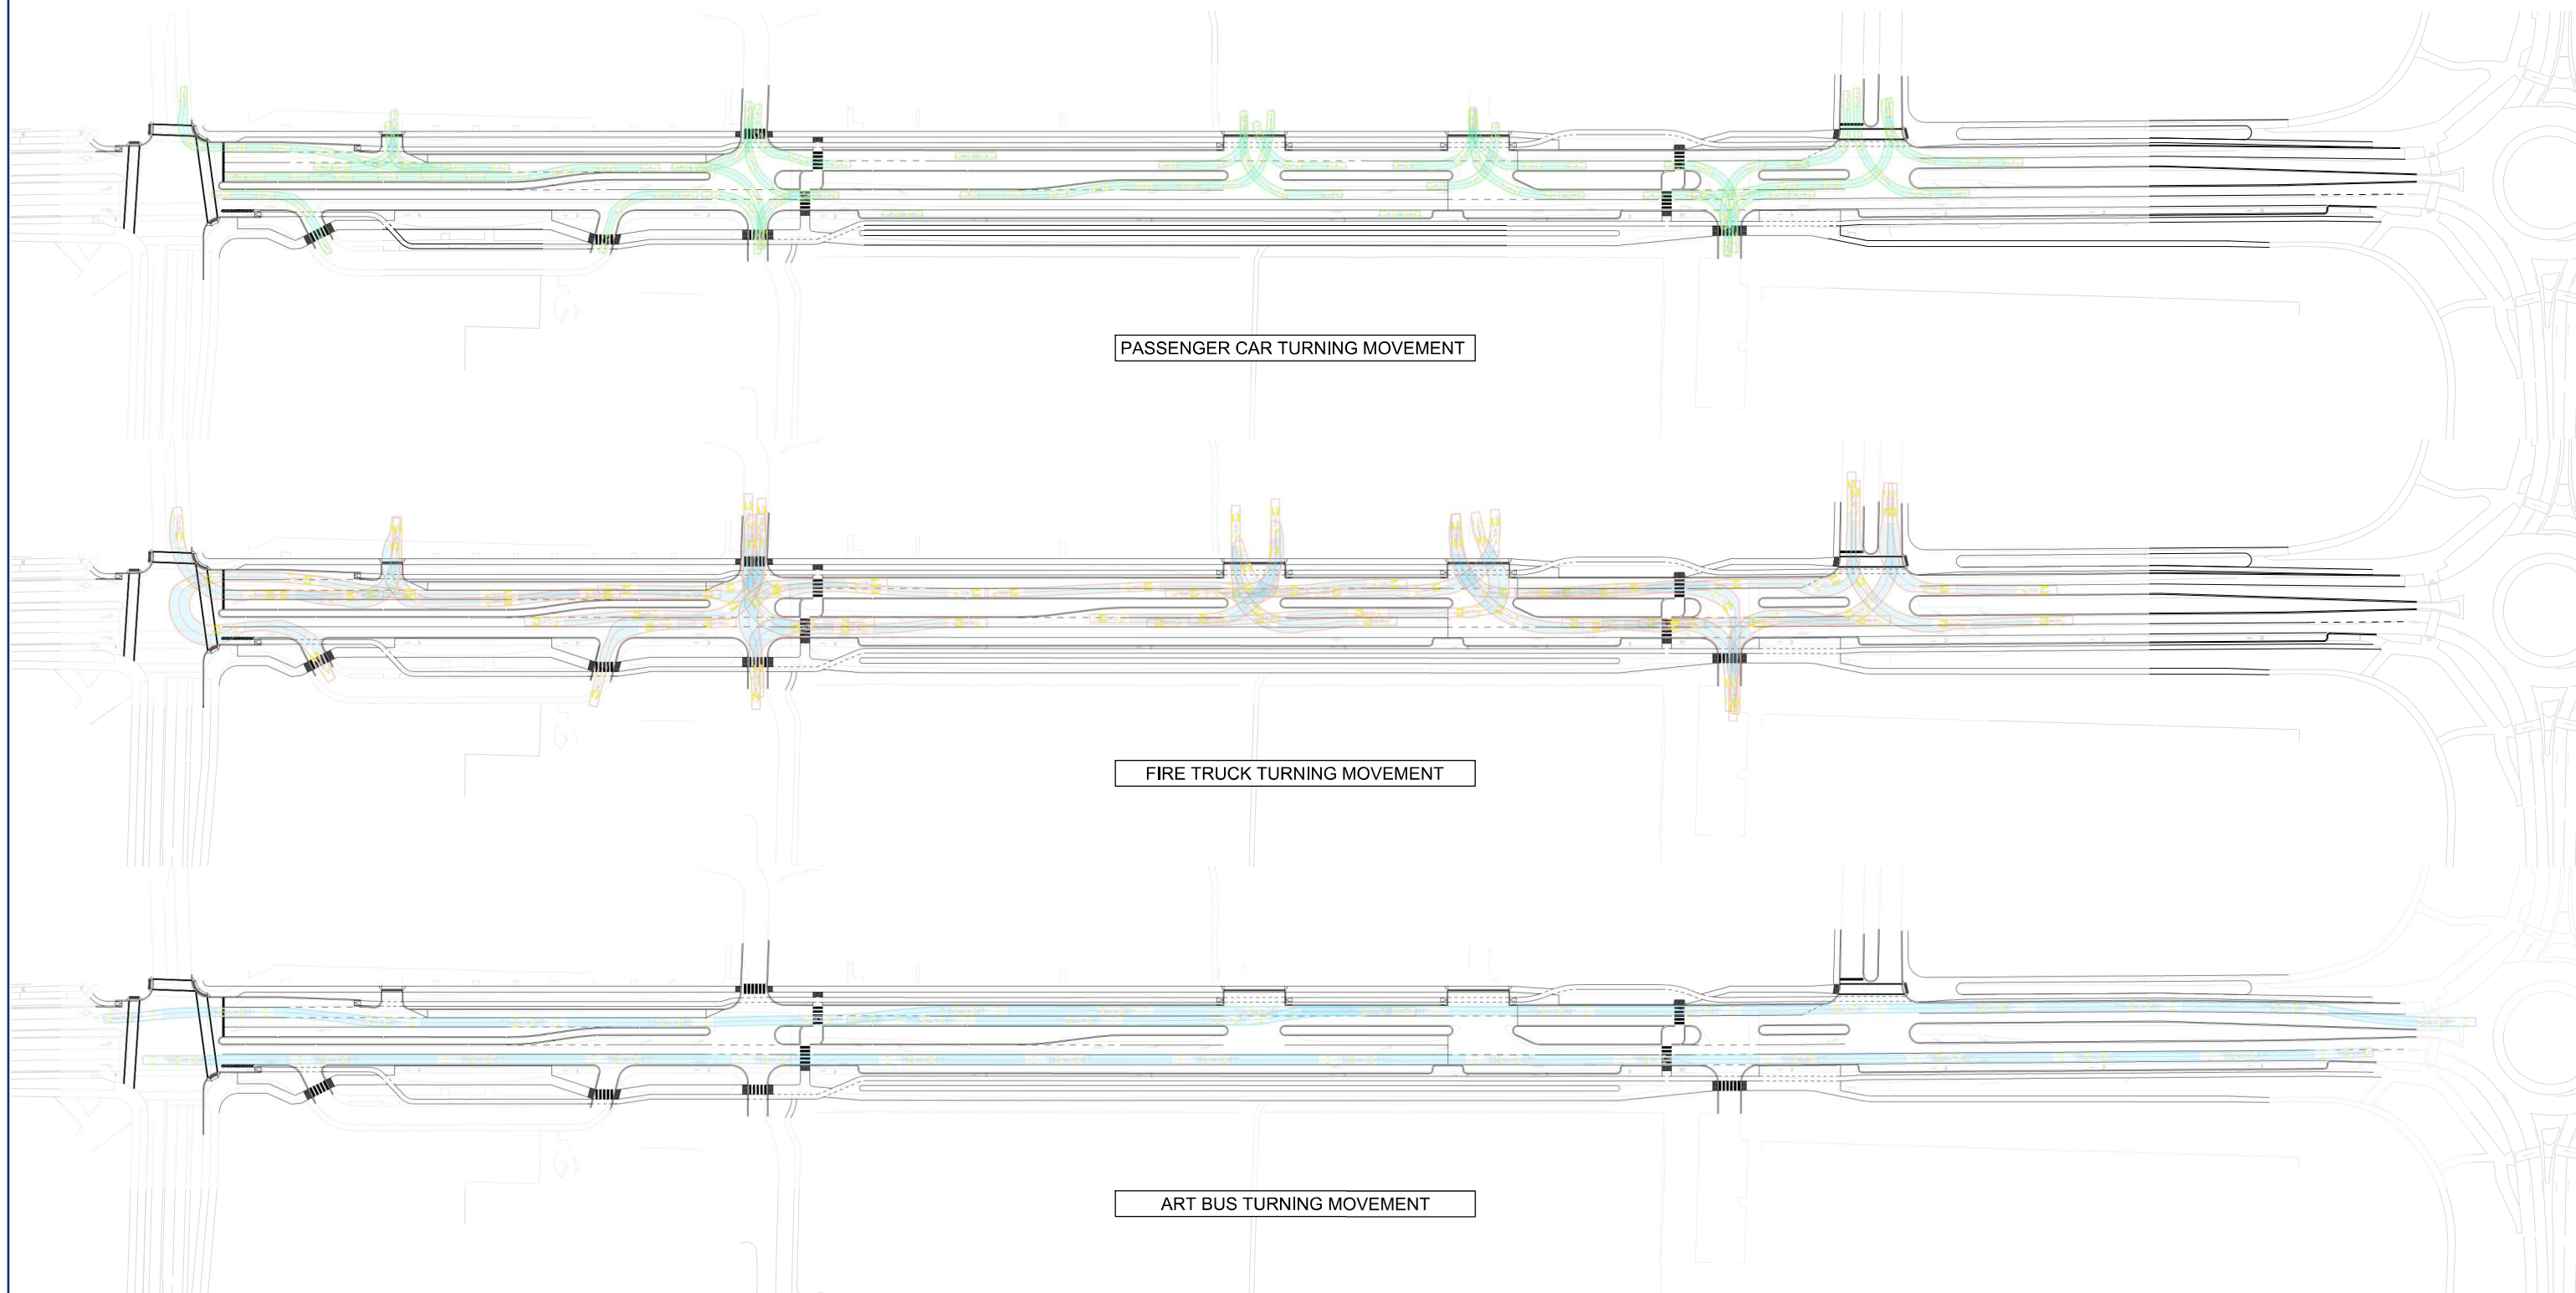 PASSENGER CAR TURNING MOVEMENT
FIRE TRUCK TURNING MOVEMENT
ART BUS TURNING MOVEMENT